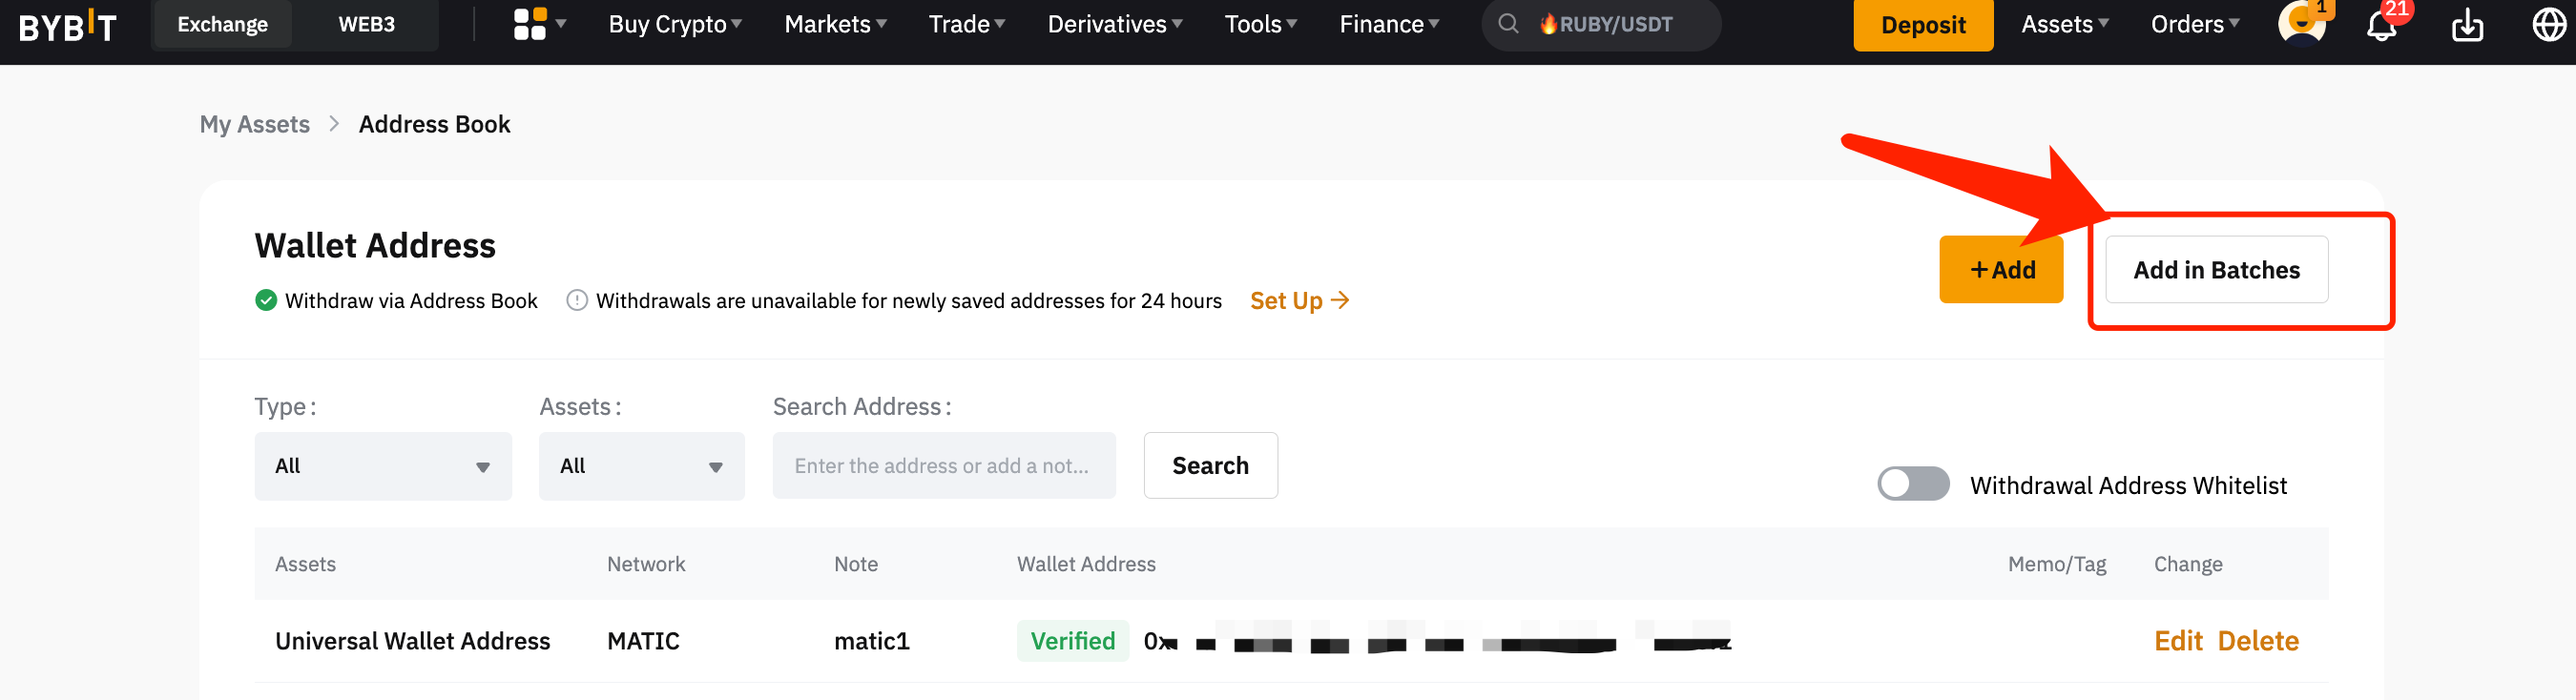 BYBIT Exchange WEB3 Buy Crypto Markets Trade Derivatives Tools Finance 🔥RUBY/USDT Deposit Assets Orders 1 21
My Assets > Address Book
Wallet Address
+Add Add in Batches
Withdraw via Address Book Withdrawals are unavailable for newly saved addresses for 24 hours Set Up →
Type: Assets: Search Address:
All All Enter the address or add a not... Search
Withdrawal Address Whitelist
Assets Network Note Wallet Address Memo/Tag Change
Universal Wallet Address MATIC matic1 Verified 0x Edit Delete